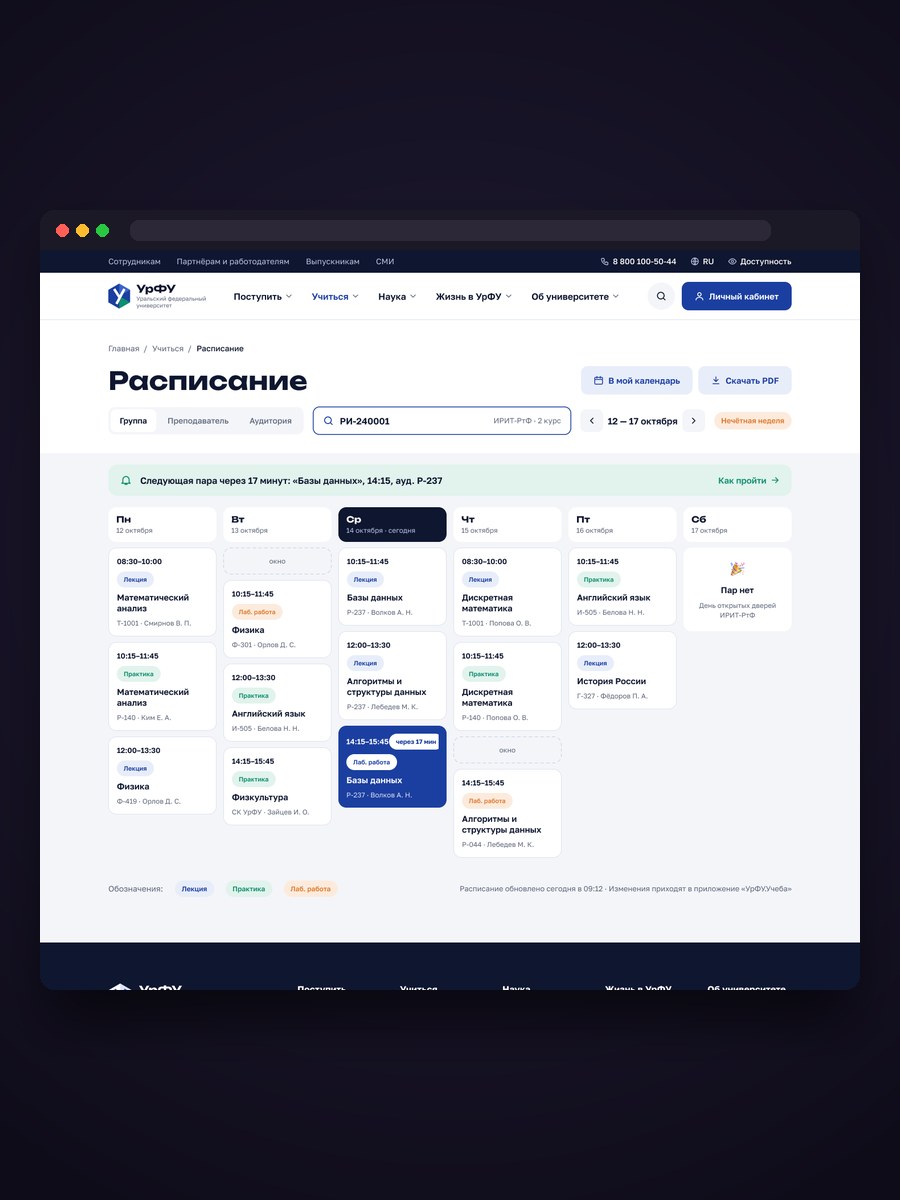 Сотрудникам Партнёрам и работодателям Выпускникам СМИ 8 800 100-50-44 RU Доступность
УрФУ
Уральский федеральный
университет
Поступить Учиться Наука Жизнь в УрФУ Об университете Личный кабинет
Главная / Учиться / Расписание
Расписание
В мой календарь Скачать PDF
Группа Преподаватель Аудитория РИ-240001 ИРИТ-РтФ · 2 курс 12 — 17 октября Нечётная неделя
Следующая пара через 17 минут: «Базы данных», 14:15, ауд. Р-237 Как пройти →
Пн
12 октября
08:30–10:00
Лекция
Математический
анализ
Т-1001 · Смирнов В. П.
10:15–11:45
Практика
Математический
анализ
Р-140 · Ким Е. А.
12:00–13:30
Лекция
Физика
Ф-419 · Орлов Д. С.
Вт
13 октября
окно
10:15–11:45
Лаб. работа
Физика
Ф-301 · Орлов Д. С.
12:00–13:30
Практика
Английский язык
И-505 · Белова Н. Н.
14:15–15:45
Практика
Физкультура
СК УрФУ · Зайцев И. О.
Ср
14 октября · сегодня
10:15–11:45
Лекция
Базы данных
Р-237 · Волков А. Н.
12:00–13:30
Лекция
Алгоритмы и
структуры данных
Р-237 · Лебедев М. К.
14:15–15:45 через 17 мин
Лаб. работа
Базы данных
Р-237 · Волков А. Н.
Чт
15 октября
08:30–10:00
Лекция
Дискретная
математика
Т-1001 · Попова О. В.
10:15–11:45
Практика
Дискретная
математика
Р-140 · Попова О. В.
окно
14:15–15:45
Лаб. работа
Алгоритмы и
структуры данных
Р-044 · Лебедев М. К.
Пт
16 октября
10:15–11:45
Практика
Английский язык
И-505 · Белова Н. Н.
12:00–13:30
Лекция
История России
Г-327 · Фёдоров П. А.
Сб
17 октября
Пар нет
День открытых дверей
ИРИТ-РтФ
Обозначения: Лекция Практика Лаб. работа Расписание обновлено сегодня в 09:12 · Изменения приходят в приложение «УрФУ.Учеба»
УрФУ Поступить Учиться Наука Жизнь в УрФУ Об университете